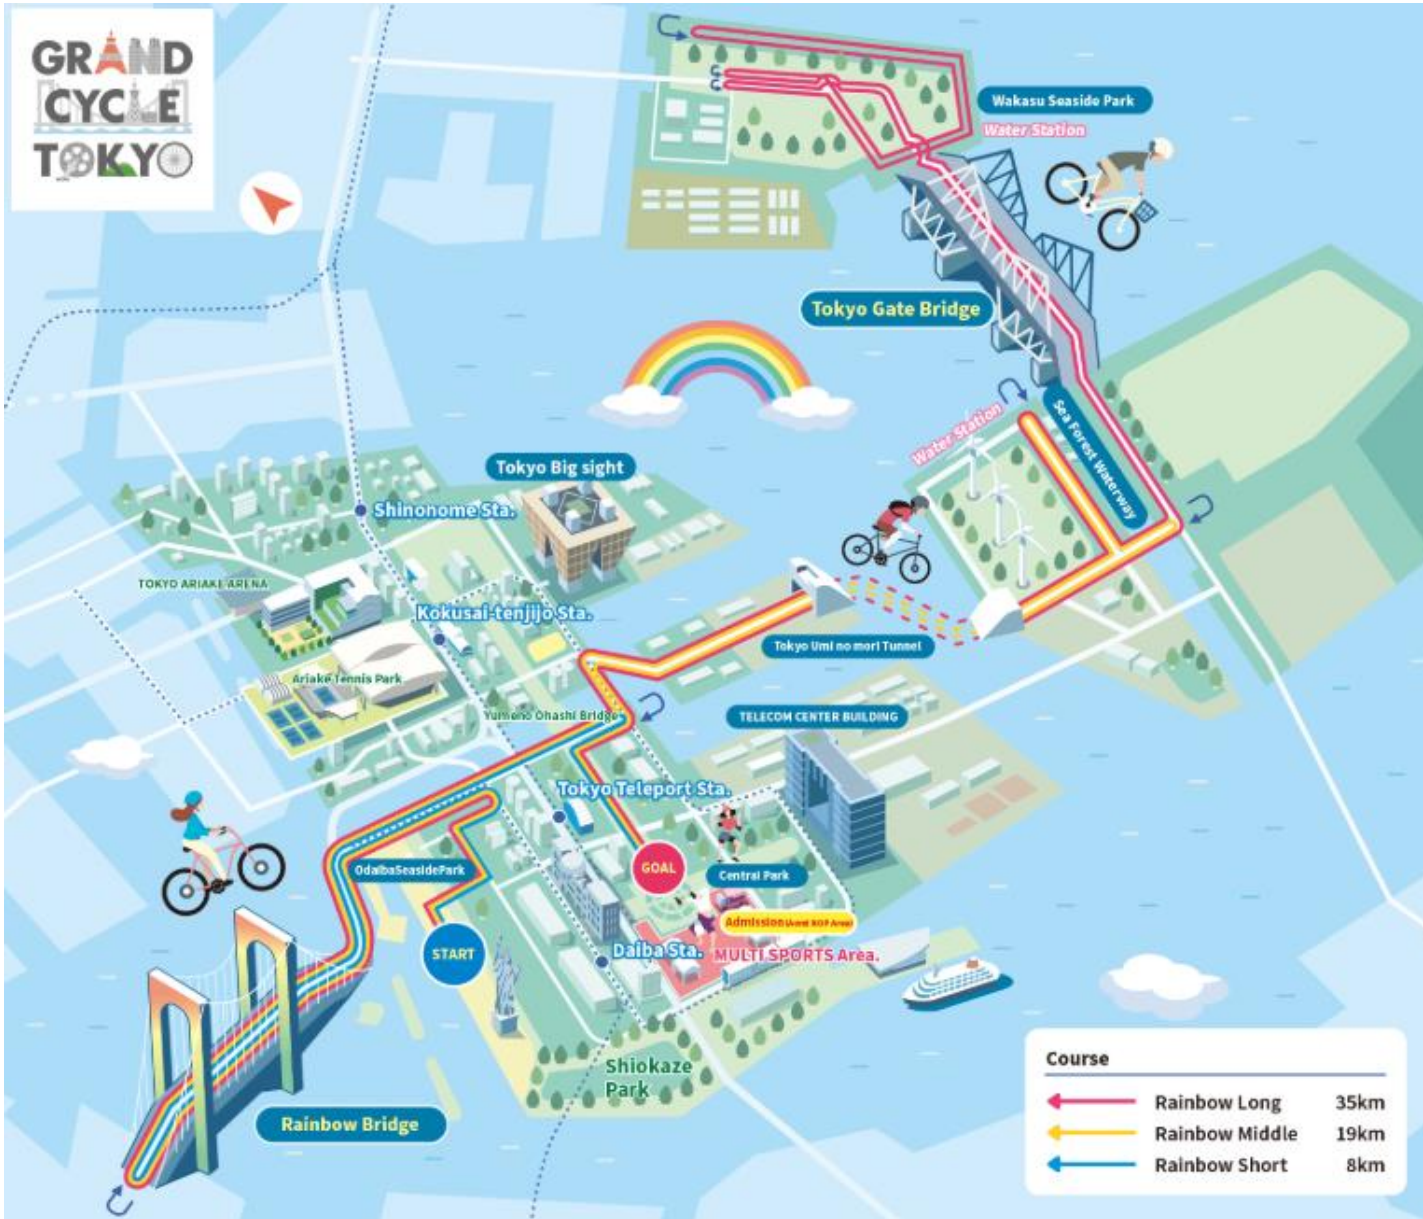 GRAND
CYCLE
TOKYO
Wakasu Seaside Park
Water Station
Tokyo Gate Bridge
Water Station
Sea Forest Waterway
Tokyo Big sight
Shinonome Sta.
TOKYO ARIAKE ARENA
Kokusai-tenjijo Sta.
Tokyo Umi no mori Tunnel
Ariake Tennis Park
Yumeno Ohashi Bridge
TELECOM CENTER BUILDING
Tokyo Teleport Sta.
OdaibaSeasidePark
GOAL
Central Park
Admission
START
Daiba Sta.
MULTI SPORTS Area.
Shiokaze
Park
Rainbow Bridge
Course
Rainbow Long 35km
Rainbow Middle 19km
Rainbow Short 8km